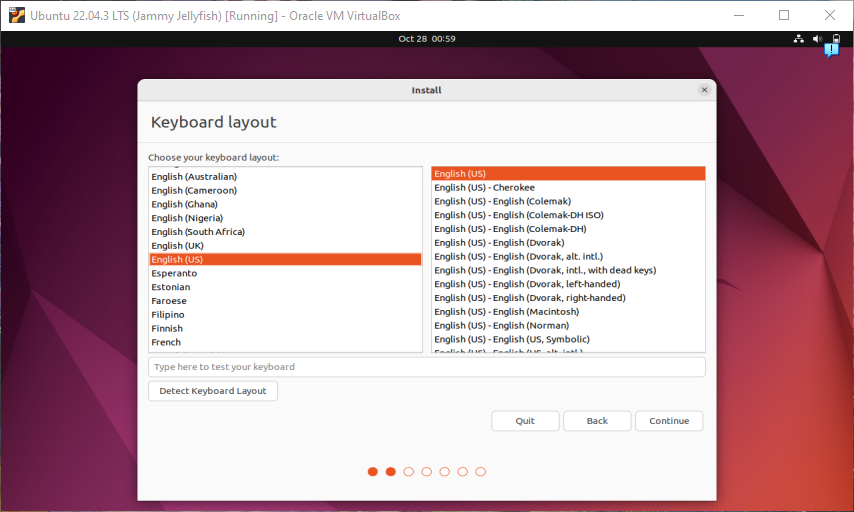 Ubuntu 22.04.3 LTS (Jammy Jellyfish) [Running] - Oracle VM VirtualBox
Oct 28 00:59
Install
Keyboard layout
Choose your keyboard layout:
English (Australian)
English (Cameroon)
English (Ghana)
English (Nigeria)
English (South Africa)
English (UK)
English (US)
Esperanto
Estonian
Faroese
Filipino
Finnish
French
English (US)
English (US) - Cherokee
English (US) - English (Colemak)
English (US) - English (Colemak-DH ISO)
English (US) - English (Colemak-DH)
English (US) - English (Dvorak)
English (US) - English (Dvorak, alt. intl.)
English (US) - English (Dvorak, intl., with dead keys)
English (US) - English (Dvorak, left-handed)
English (US) - English (Dvorak, right-handed)
English (US) - English (Macintosh)
English (US) - English (Norman)
English (US) - English (US, Symbolic)
English (US) - English (US, alt. intl.)
Type here to test your keyboard
Detect Keyboard Layout
Quit
Back
Continue